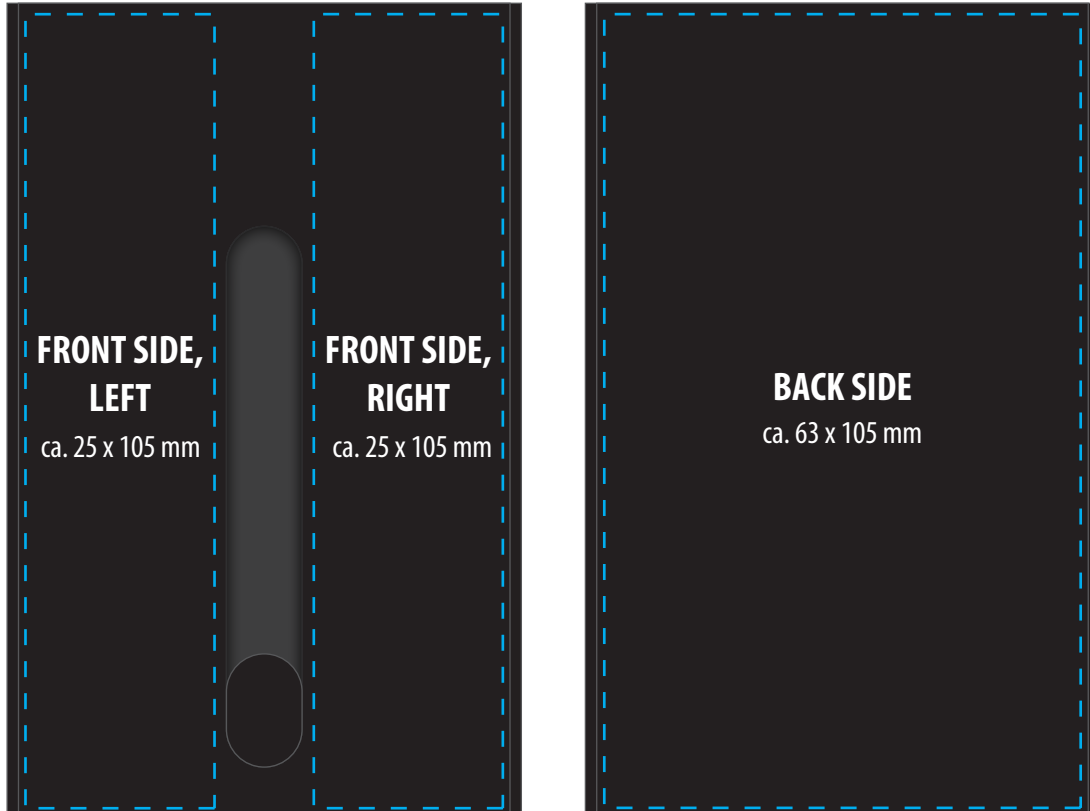 FRONT SIDE,
LEFT
ca. 25 x 105 mm
FRONT SIDE,
RIGHT
ca. 25 x 105 mm
BACK SIDE
ca. 63 x 105 mm